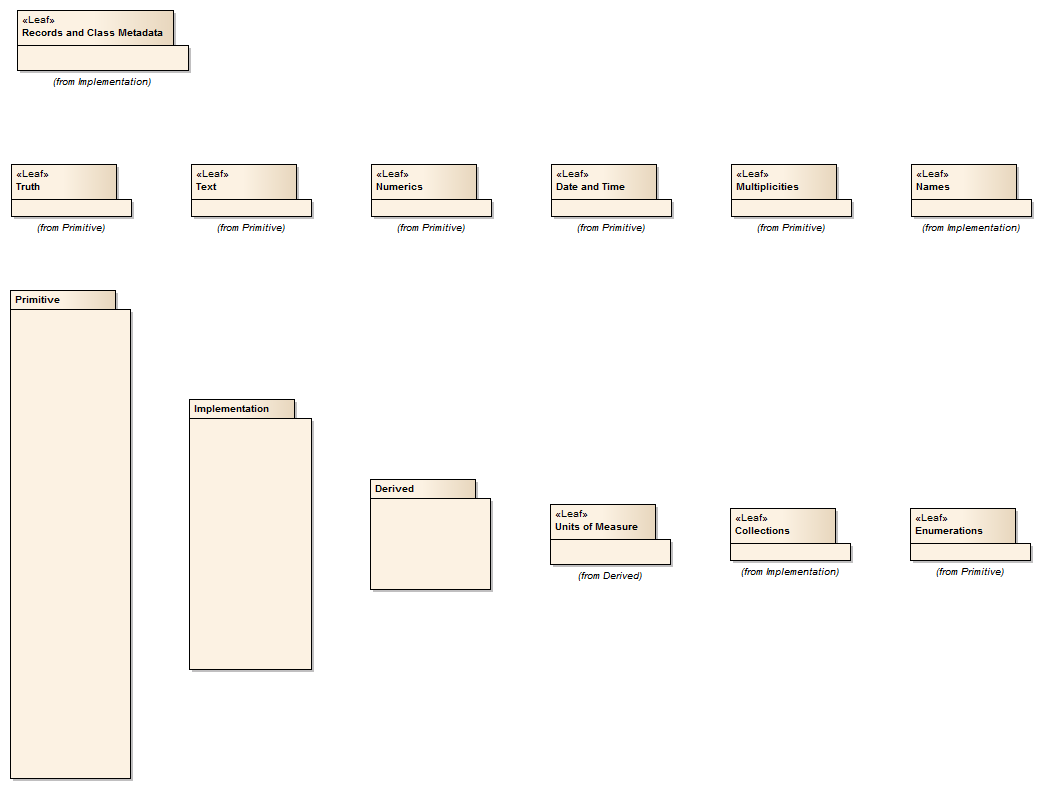 «Leaf»
Records and Class Metadata
(from Implementation)
«Leaf»
Truth
(from Primitive)
«Leaf»
Text
(from Primitive)
«Leaf»
Numerics
(from Primitive)
«Leaf»
Date and Time
(from Primitive)
«Leaf»
Multiplicities
(from Primitive)
«Leaf»
Names
(from Implementation)
Primitive
Implementation
Derived
«Leaf»
Units of Measure
(from Derived)
«Leaf»
Collections
(from Implementation)
«Leaf»
Enumerations
(from Primitive)